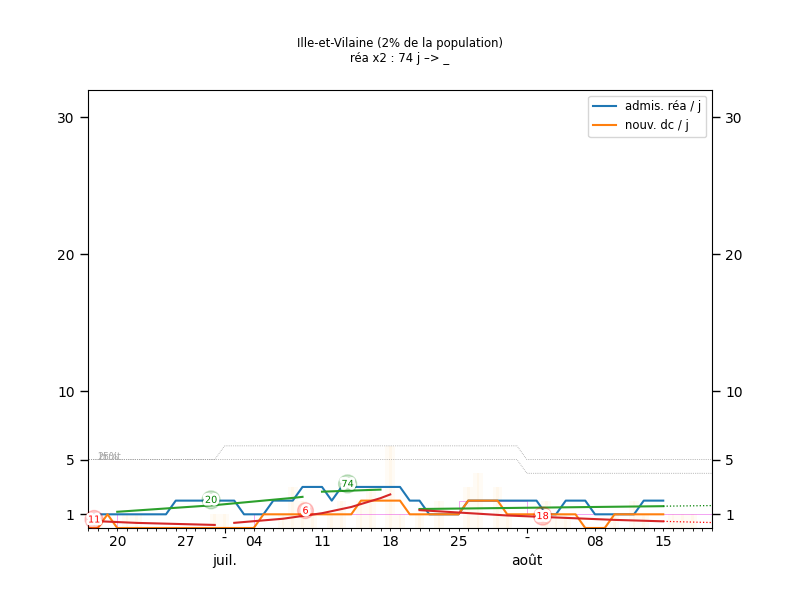 Ille-et-Vilaine (2% de la population)
réa x2 : 74 j –> _
admis. réa / j
nouv. dc / j
30 30
20 20
10 10
5 5
1 1
20
74
11
6
18
20 27 - 04 11 18 25 - 08 15
juil. août